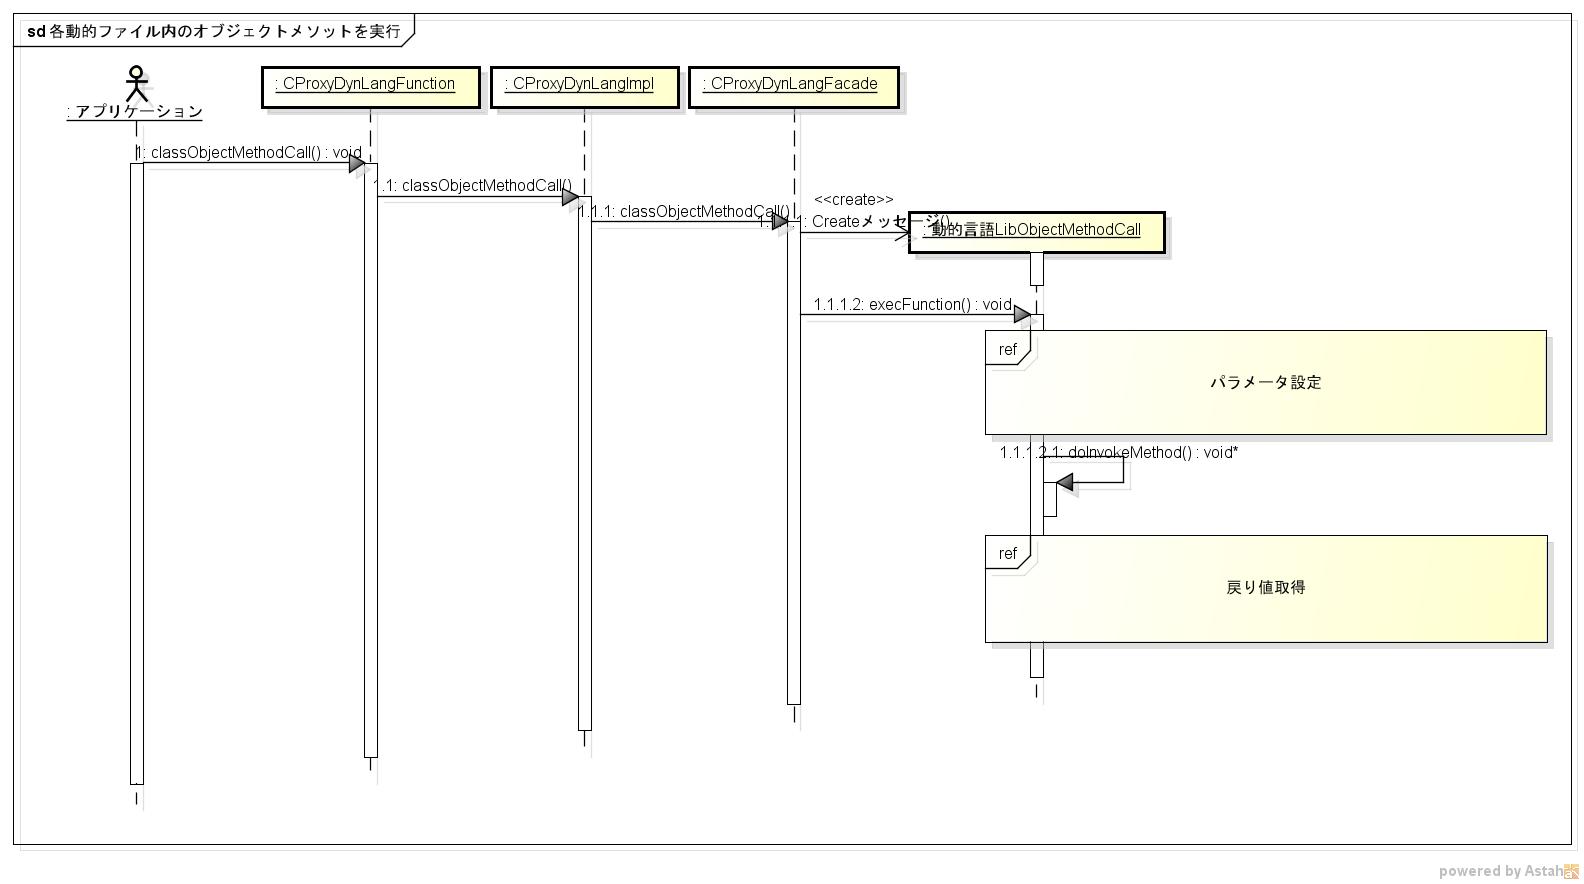 sd 各動的ファイル内のオブジェクトメソットを実行
: アプリケーション
: CProxyDynLangFunction
: CProxyDynLangImpl
: CProxyDynLangFacade
1: classObjectMethodCall() : void
1.1: classObjectMethodCall()
1.1.1: classObjectMethodCall()
<<create>>
1.1.1.1: Createメッセージ()
: 動的言語LibObjectMethodCall
1.1.1.2: execFunction() : void
ref
パラメータ設定
1.1.1.2.1: doInvokeMethod() : void*
ref
戻り値取得
powered by Astah